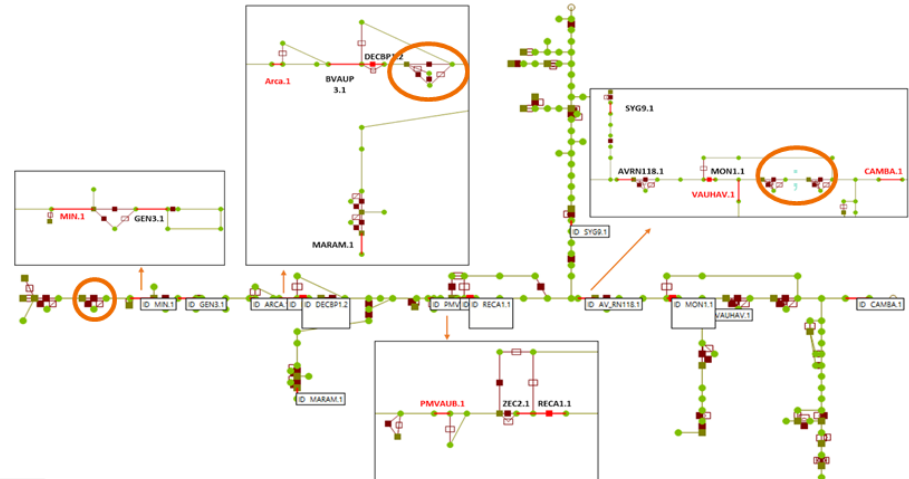 DECBP1.2
Arca.1
BVAUP
3.1
MARAM.1
SYG9.1
AVRN118.1
MON1.1
CAMBA.1
VAUHAV.1
MIN.1
GEN3.1
ID SYG9.1
ID MIN.1
ID GEN3.1
ID ARCA.
ID
ID DECBP1.2
ID PMV
ID
ID RECA1.1
ID AV_RN118.1
ID MON1.1
VAUHAV.1
ID CAMBA.1
ID MARAM.1
PMVAUB.1
ZEC2.1
RECA1.1